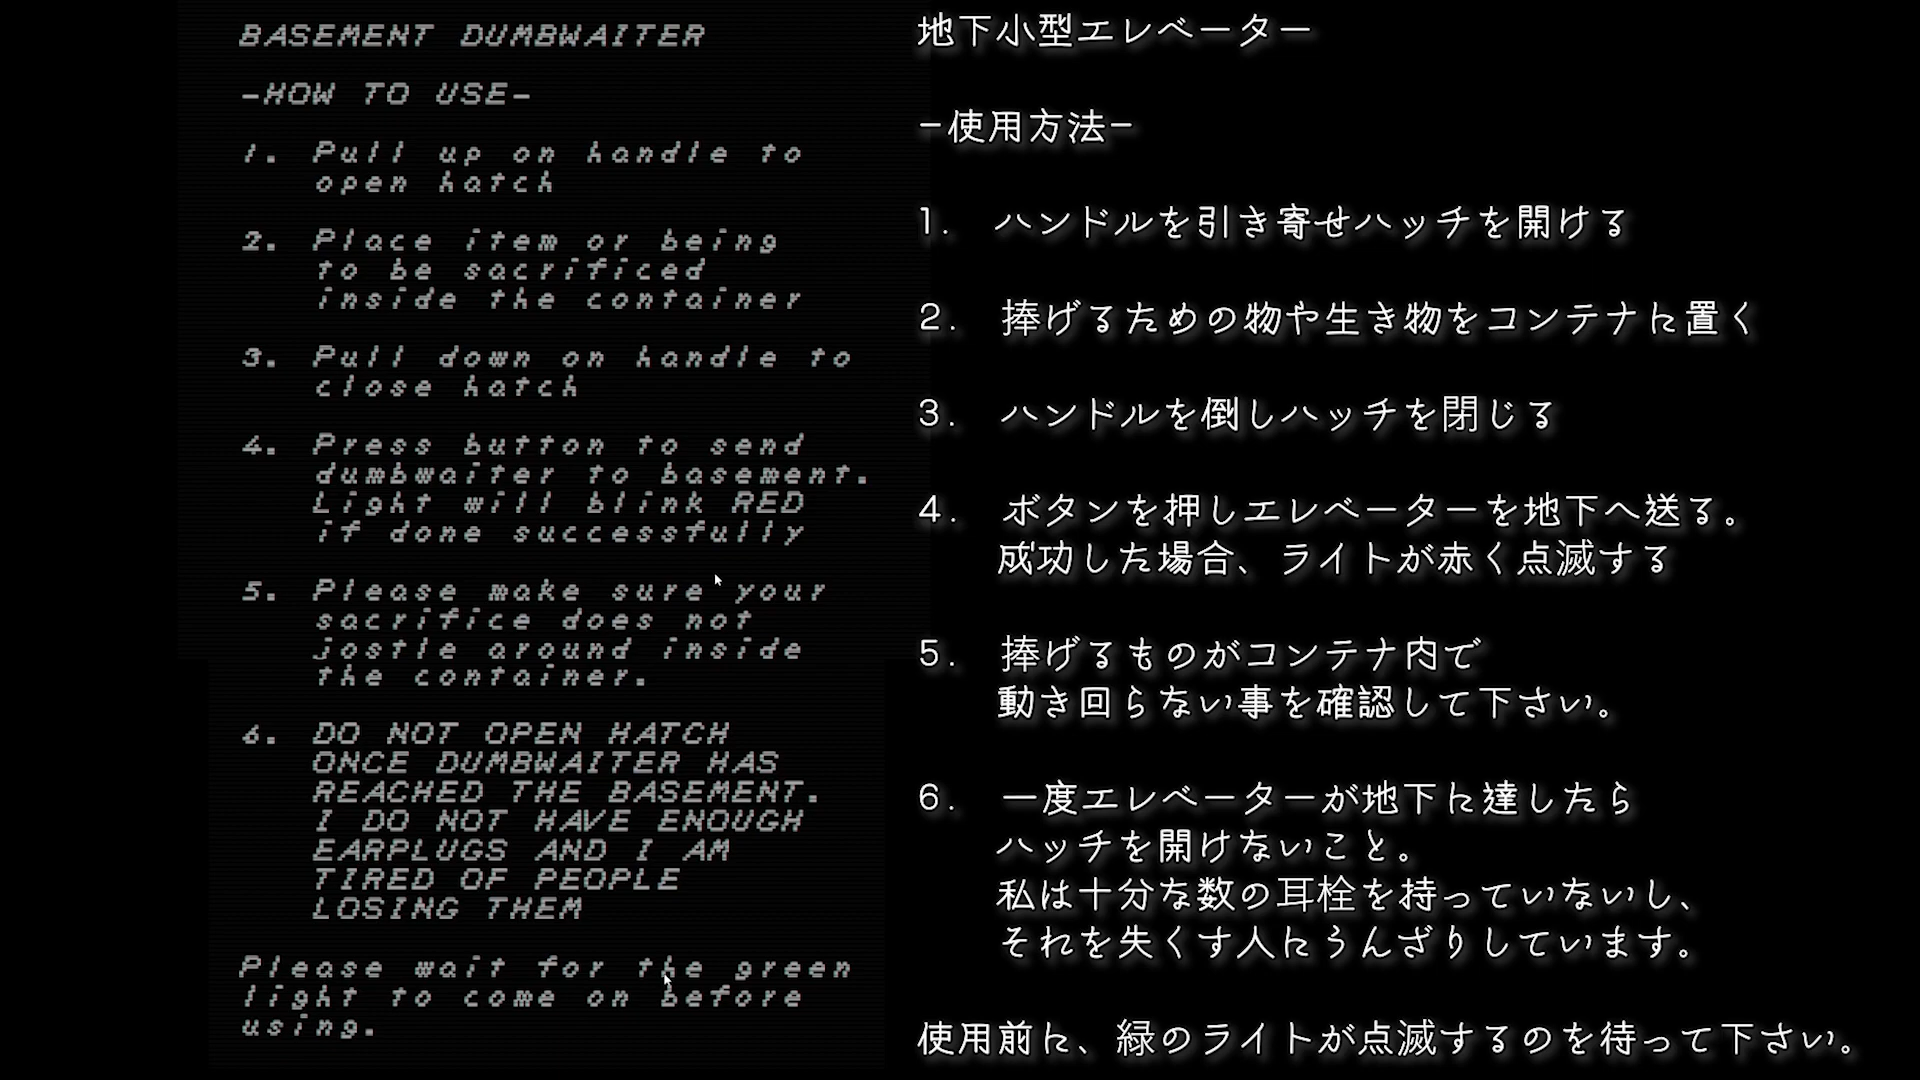 BASEMENT DUMBWAITER
-HOW TO USE-
1. Pull up on handle to
open hatch
2. Place item or being
to be sacrificed
inside the container
3. Pull down on handle to
close hatch
4. Press button to send
dumbwaiter to basement.
Light will blink RED
if done successfully
5. Please make sure your
sacrifice does not
jostle around inside
the container.
6. DO NOT OPEN HATCH
ONCE DUMBWAITER HAS
REACHED THE BASEMENT.
I DO NOT HAVE ENOUGH
EARPLUGS AND I AM
TIRED OF PEOPLE
LOSING THEM
Please wait for the green
light to come on before
using.
地下小型エレベーター
-使用方法-
1. ハンドルを引き寄せハッチを開ける
2. 捧げるための物や生き物をコンテナに置く
3. ハンドルを倒しハッチを閉じる
4. ボタンを押しエレベーターを地下へ送る。
成功した場合、ライトが赤く点滅する
5. 捧げるものがコンテナ内で
動き回らない事を確認して下さい。
6. 一度エレベーターが地下に達したら
ハッチを開けないこと。
私は十分な数の耳栓を持っていないし、
それを失くす人にうんざりしています。
使用前に、緑のライトが点滅するのを待って下さい。